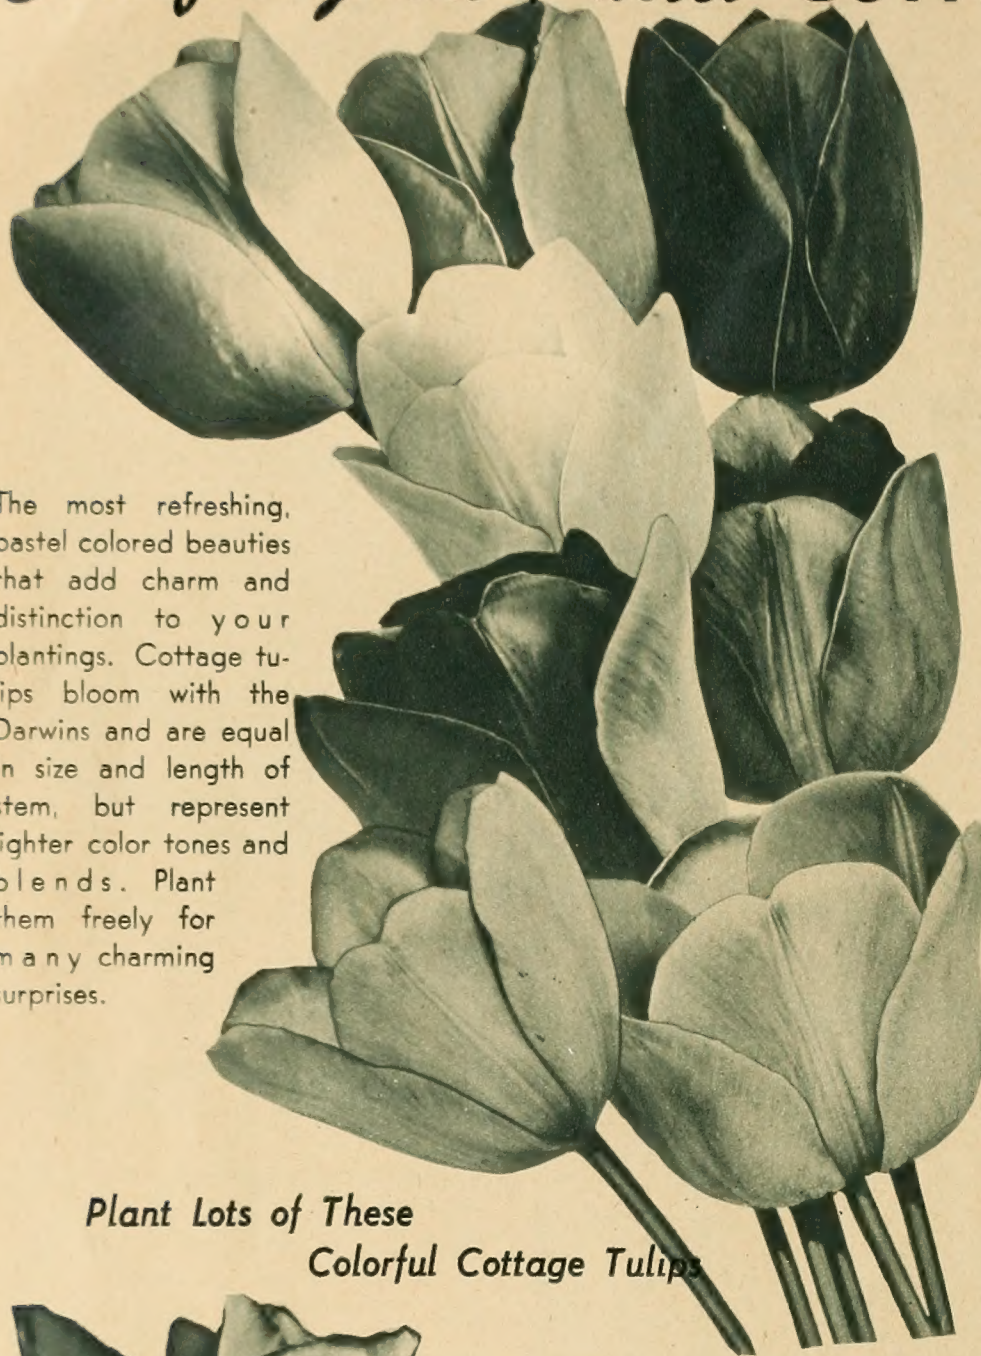 The most refreshing,
pastel colored beauties
that add charm and
distinction to your
plantings. Cottage tu-
lips bloom with the
Darwins and are equal
in size and length of
stem, but represent
lighter color tones and
blends. Plant
them freely for
many charming
surprises.
Plant Lots of These
Colorful Cottage Tulips